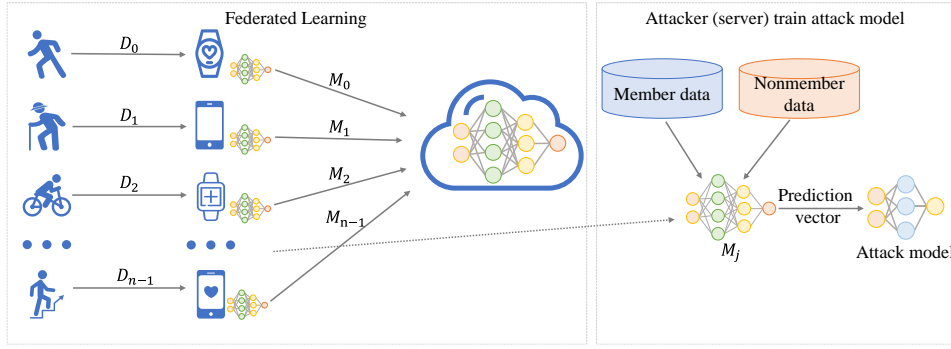 Federated Learning
D₀
M₀
D₁
M₁
D₂
M₂
Mₙ₋₁
Dₙ₋₁
Attacker (server) train attack model
Member data
Nonmember
data
Prediction
vector
Mⱼ
Attack model